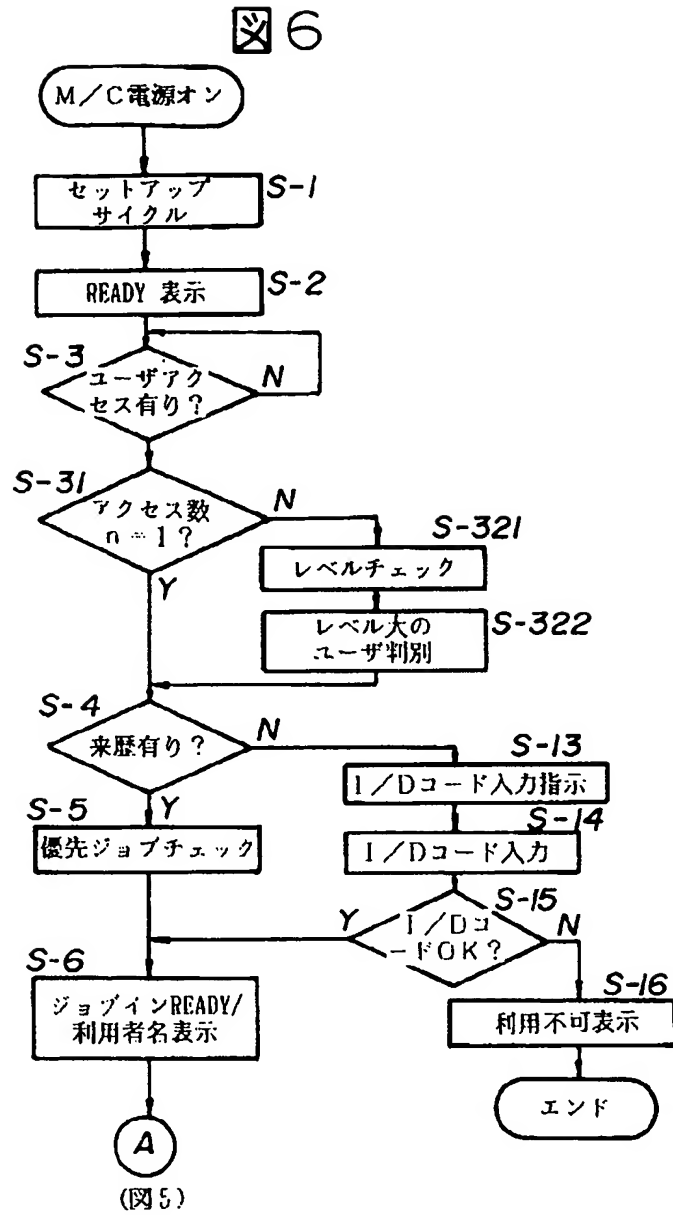 図6
M/C電源オン
セットアップ
サイクル
S-1
READY 表示
S-2
S-3
ユーザアク
セス有り?
N
S-31
アクセス数
n=1?
N
Y
S-321
レベルチェック
レベル大の
ユーザ判別
S-322
S-4
来歴有り?
N
Y
S-13
I/Dコード入力指示
S-5
優先ジョブチェック
S-14
I/Dコード入力
S-15
I/Dコ
ードOK?
Y
N
S-6
ジョブインREADY/
利用者名表示
S-16
利用不可表示
エンド
A
(図5)